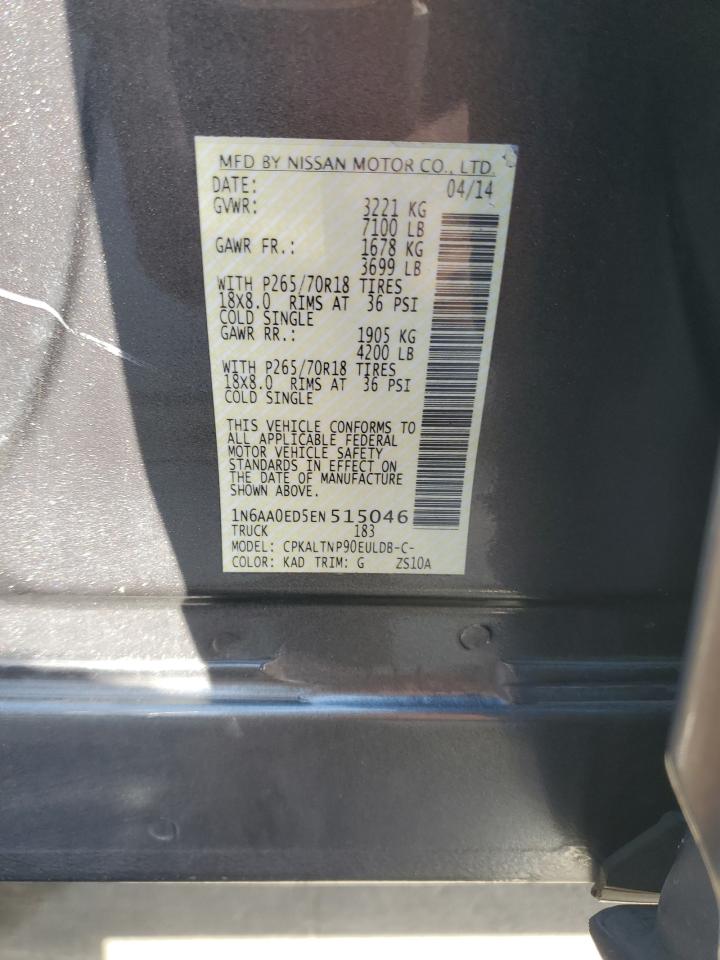 MFD BY NISSAN MOTOR CO., LTD.
DATE: 04/14
GVWR: 3221 KG
7100 LB
GAWR FR.: 1678 KG
3699 LB
WITH P265/70R18 TIRES
18X8.0 RIMS AT 36 PSI
COLD SINGLE
GAWR RR.: 1905 KG
4200 LB
WITH P265/70R18 TIRES
18X8.0 RIMS AT 36 PSI
COLD SINGLE
THIS VEHICLE CONFORMS TO
ALL APPLICABLE FEDERAL
MOTOR VEHICLE SAFETY
STANDARDS IN EFFECT ON
THE DATE OF MANUFACTURE
SHOWN ABOVE.
1N6AA0ED5EN515046
TRUCK 183
MODEL: CPKALTNP90EULDB-C-
COLOR: KAD TRIM: G ZS10A